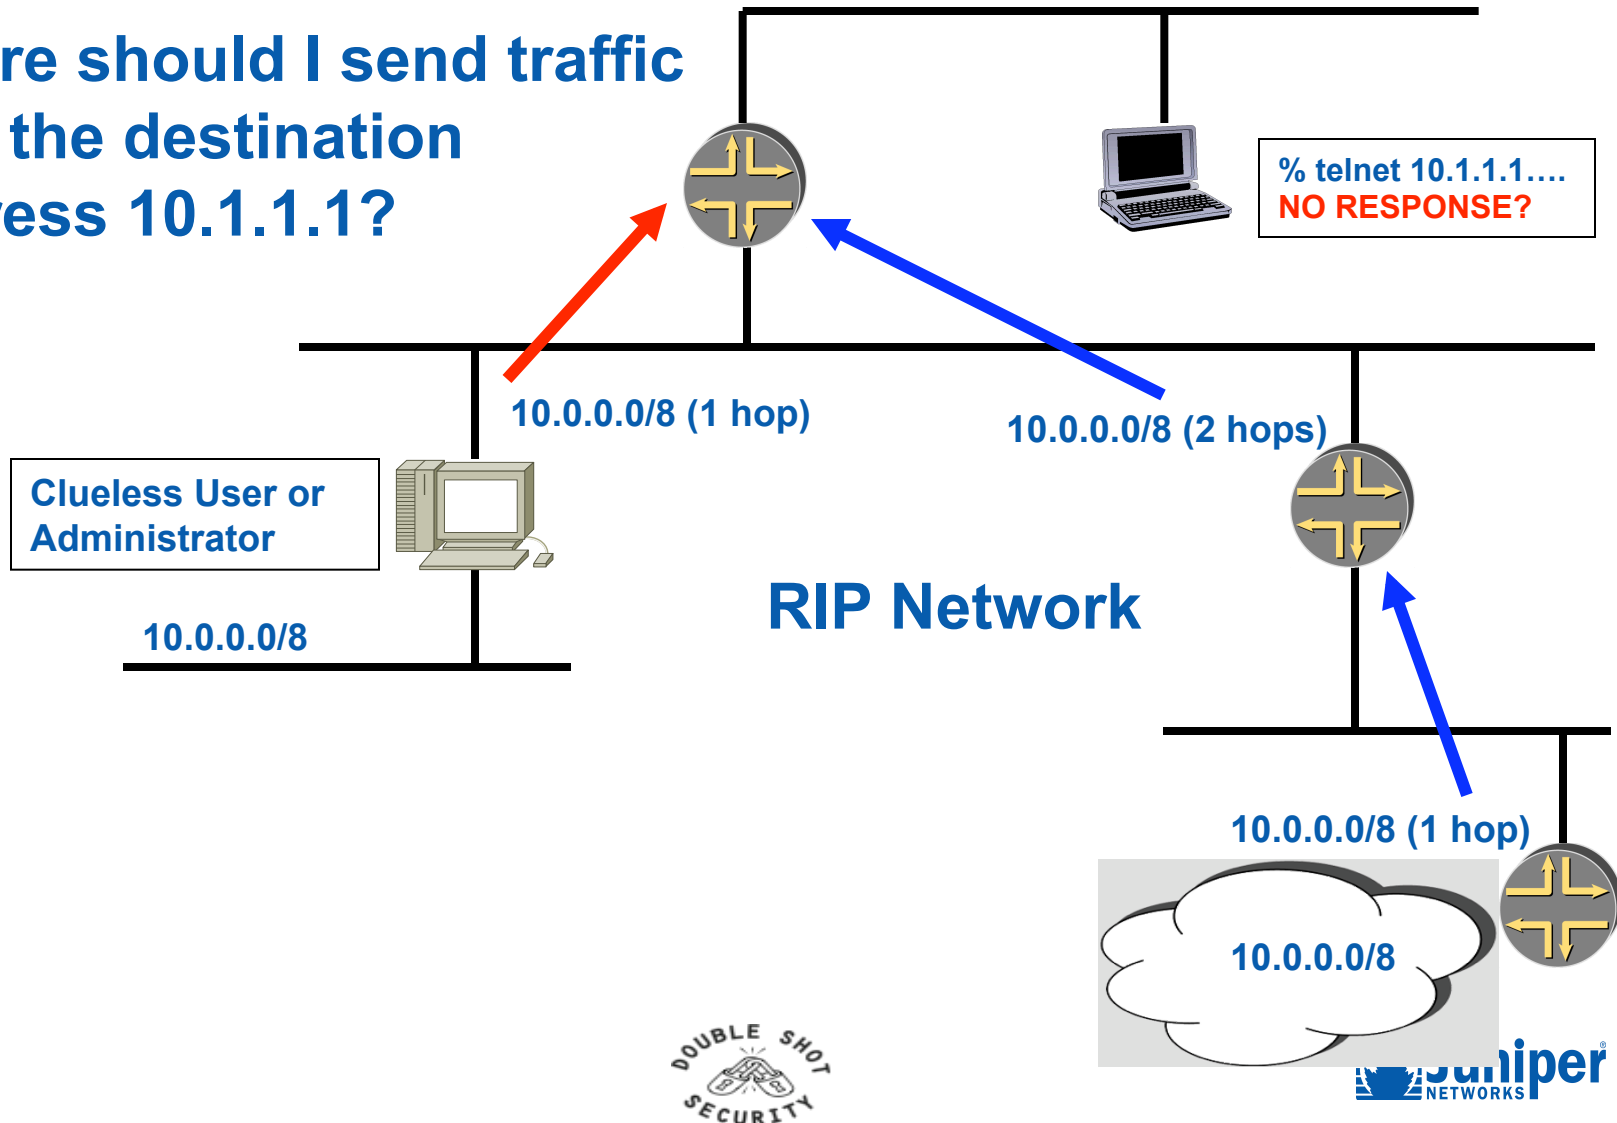 re should I send traffic
the destination
ress 10.1.1.1?
% telnet 10.1.1.1....
NO RESPONSE?
10.0.0.0/8 (1 hop)
10.0.0.0/8 (2 hops)
Clueless User or
Administrator
RIP Network
10.0.0.0/8
10.0.0.0/8 (1 hop)
10.0.0.0/8
DOUBLE SHOT
SECURITY
Juniper
NETWORKS